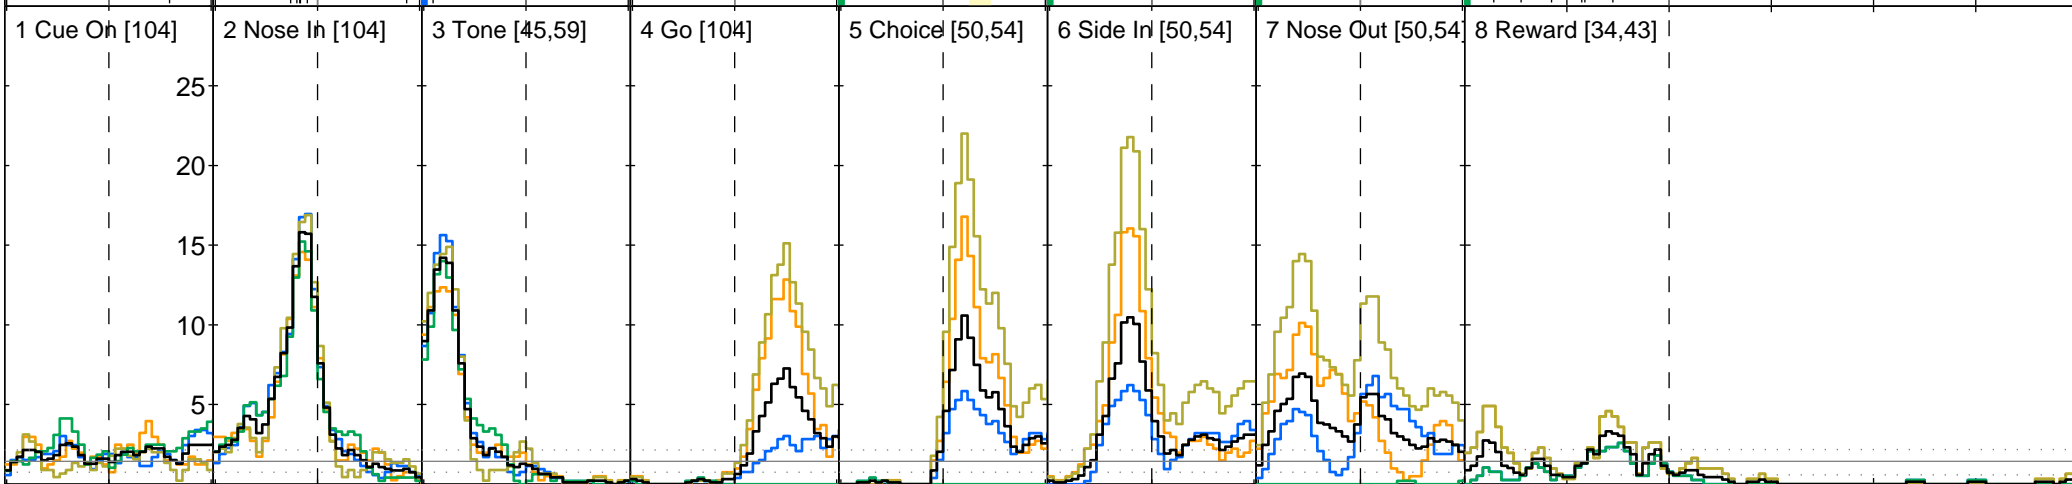 1 Cue On [104]
2 Nose In [104]
3 Tone [45,59]
4 Go [104]
5 Choice [50,54]
6 Side In [50,54]
7 Nose Out [50,54]
8 Reward [34,43]
25
20
15
10
5